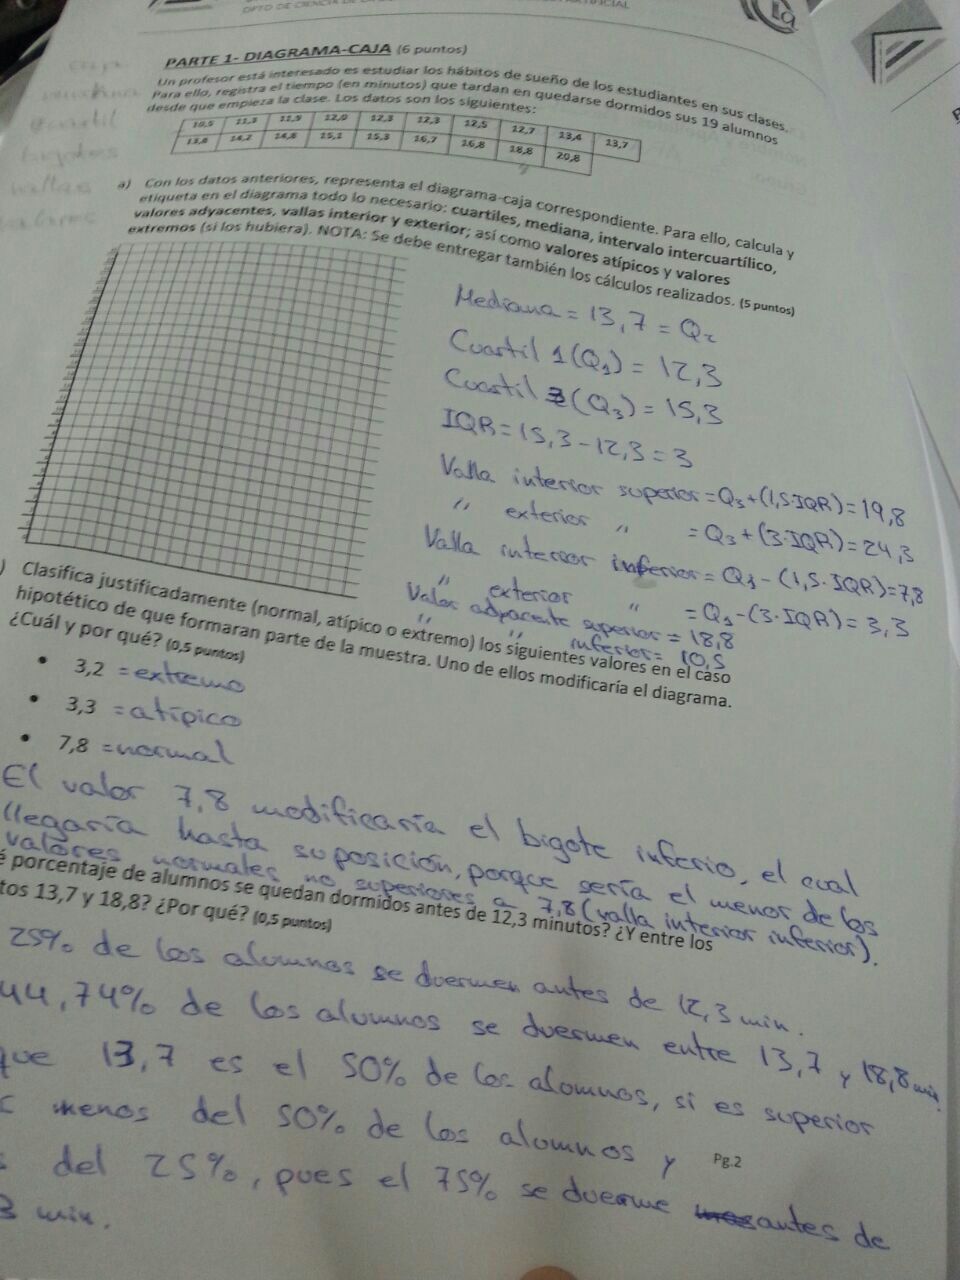 DPTO DE CIENCIA DE LA
PARTE 1- DIAGRAMA-CAJA (6 puntos)
Un profesor está interesado es estudiar los hábitos de sueño de los estudiantes en sus clases.
Para ello, registra el tiempo (en minutos) que tardan en quedarse dormidos sus 19 alumnos
desde que empieza la clase. Los datos son los siguientes:
10,5 11,3 11,9 12,0 12,3 12,3 12,5 12,7 13,4 13,7
13,8 14,2 14,8 15,1 15,3 16,7 16,8 18,8 20,8
a) Con los datos anteriores, representa el diagrama-caja correspondiente. Para ello, calcula y
etiqueta en el diagrama todo lo necesario: cuartiles, mediana, intervalo intercuartílico,
valores adyacentes, vallas interior y exterior; así como valores atípicos y valores
extremos (si los hubiera). NOTA: Se debe entregar también los cálculos realizados. (5 puntos)
Mediana = 13,7 = Q2
Cuartil 1 (Q1) = 12,3
Cuartil 3 (Q3) = 15,3
IQR = 15,3 - 12,3 = 3
Valla interior superior = Q3 + (1,5·IQR) = 19,8
" exterior " = Q3 + (3·IQR) = 24,3
Valla interior inferior = Q1 - (1,5·IQR) = 7,8
" exterior " = Q1 - (3·IQR) = 3,3
Valor adyacente superior = 18,8
" " inferior = 10,5
) Clasifica justificadamente (normal, atípico o extremo) los siguientes valores en el caso
hipotético de que formaran parte de la muestra. Uno de ellos modificaría el diagrama.
¿Cuál y por qué? (0,5 puntos)
• 3,2 = extremo
• 3,3 = atípico
• 7,8 = normal
El valor 7,8 modificaría el bigote inferio, el cual
llegaría hasta su posición, porque sería el menor de los
valores normales no superiores a 7,8 (valla interior inferior).
é porcentaje de alumnos se quedan dormidos antes de 12,3 minutos? ¿Y entre los
tos 13,7 y 18,8? ¿Por qué? (0,5 puntos)
25% de los alumnos se duermen antes de 12,3 min.
44,74% de los alumnos se duermen entre 13,7 y 18,8 min.
que 13,7 es el 50% de los alumnos, si es superior
menos del 50% de los alumnos y
del 25%, pues el 75% se duerme antes de
3 min.
Pg.2